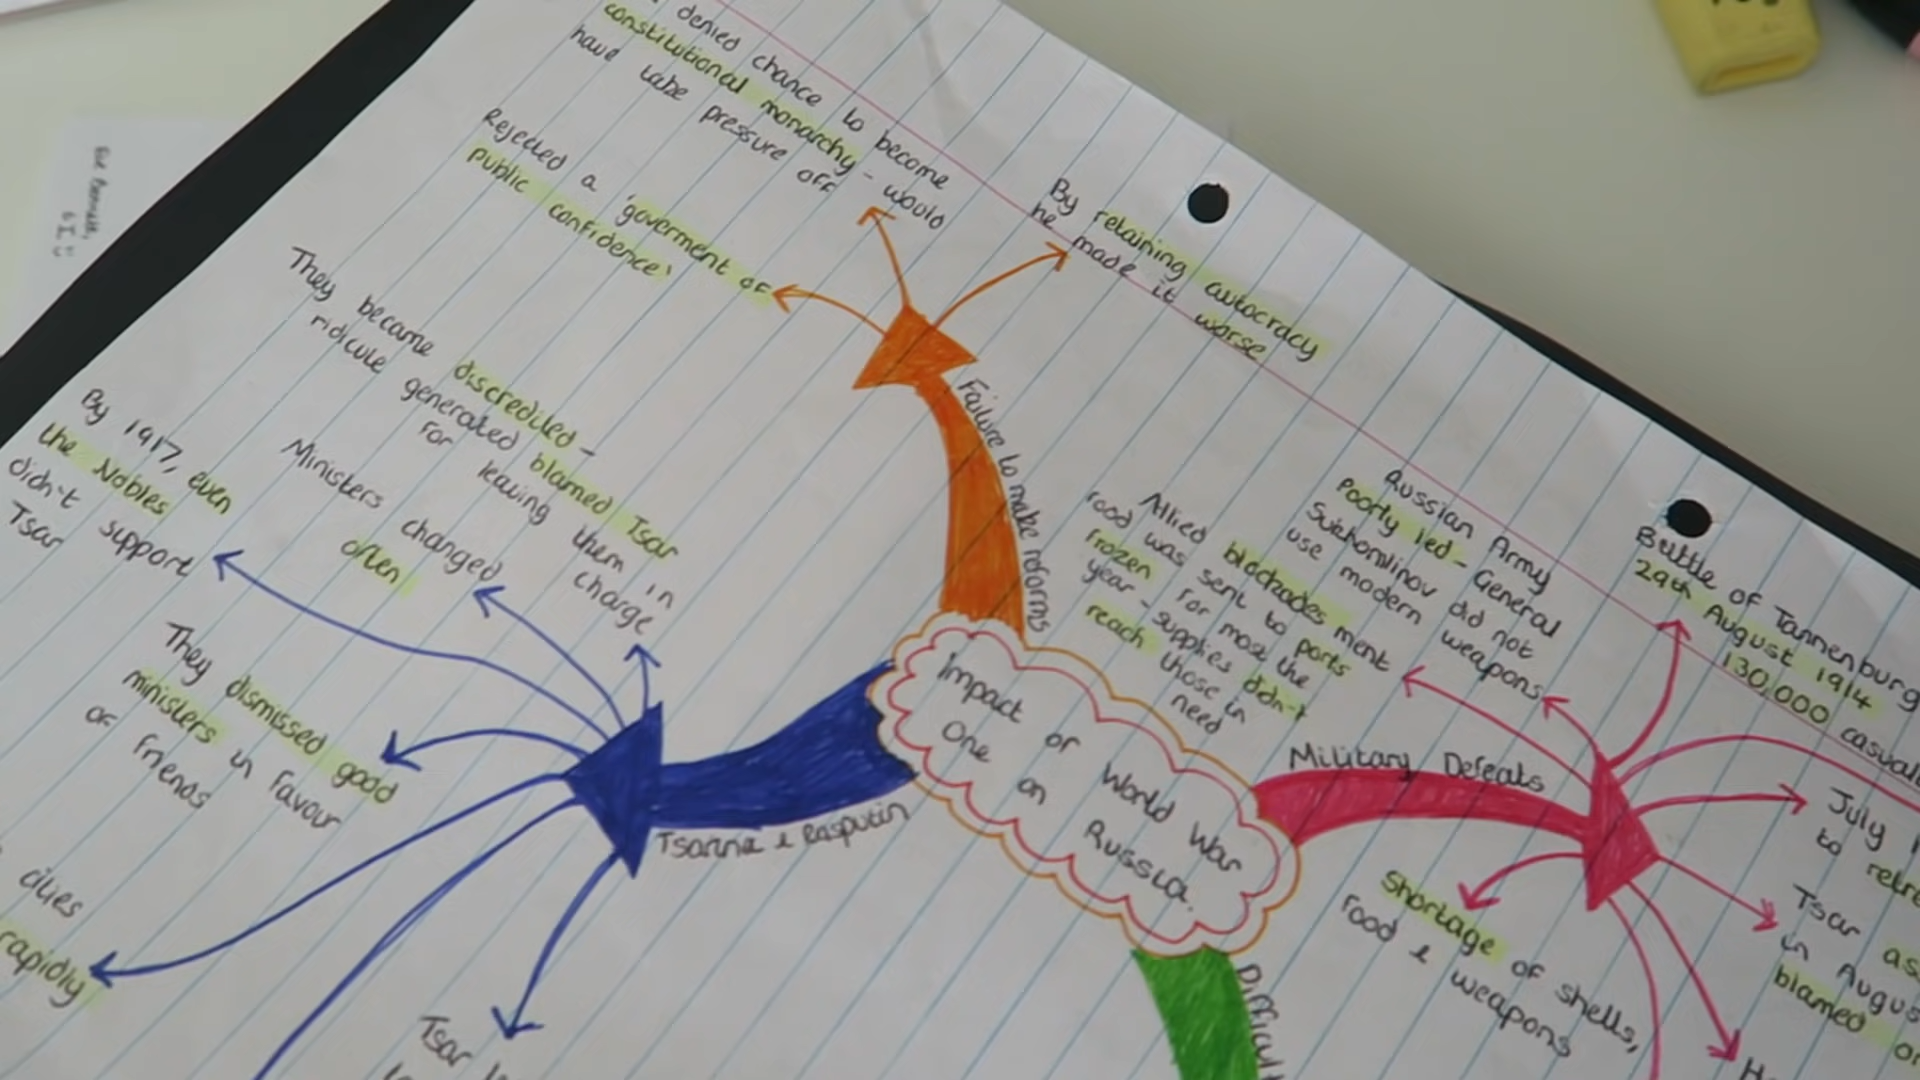 denied chance to become
constitutional monarchy - would
have take pressure off
Rejected a 'goverment of
public confidence'
By retaining autocracy
he made it worse
Failure to make reforms
They became discredited -
ridicule generated blamed Tsar
for leaving them in
charge
Ministers changed
often
By 1917, even
the Nobles
didn't support
Tsar
They dismissed good
ministers in favour
of friends
cities
rapidly
Tsar
Tsarina & Rasputin
Impact of World War
One on Russia.
Allied blockades ment
food was sent to ports
frozen for most the
year - supplies didn't
reach those in
need
Russian Army
Poorly led - General
Sukhomlinov did not
use modern weapons
Battle of Tannenburg
29th August 1914
130,000
Military Defeats
July
to
Tsar
in
blamed
Shortage of shells,
food & weapons